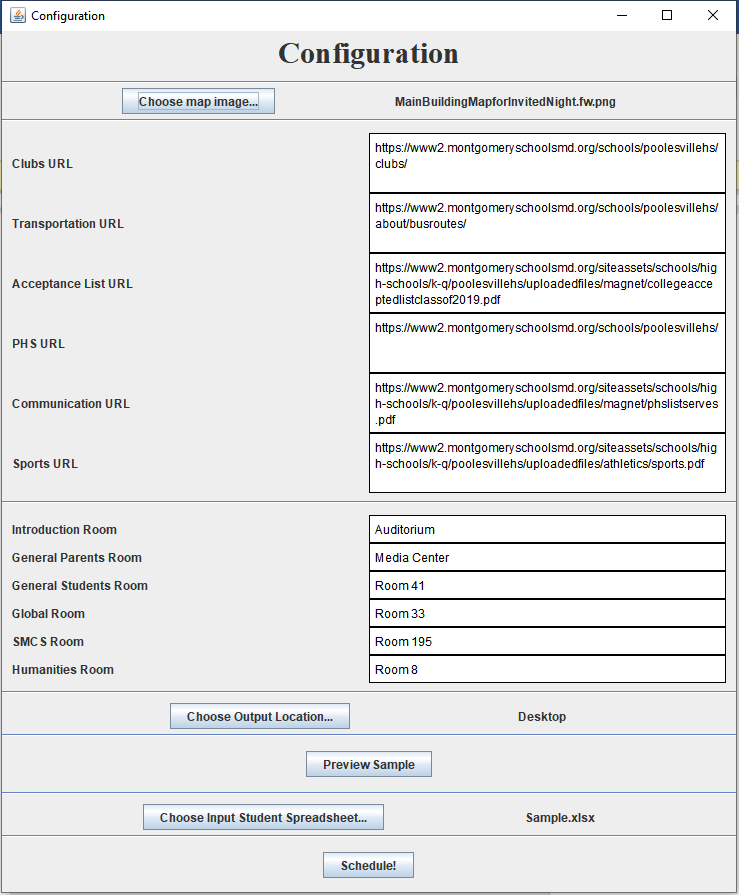 Configuration
Configuration
Choose map image... MainBuildingMapforInvitedNight.fw.png
Clubs URL
https://www2.montgomeryschoolsmd.org/schools/poolesvillehs/
clubs/
Transportation URL
https://www2.montgomeryschoolsmd.org/schools/poolesvillehs/
about/busroutes/
Acceptance List URL
https://www2.montgomeryschoolsmd.org/siteassets/schools/hig
h-schools/k-q/poolesvillehs/uploadedfiles/magnet/collegeacce
ptedlistclassof2019.pdf
PHS URL
https://www2.montgomeryschoolsmd.org/schools/poolesvillehs/
Communication URL
https://www2.montgomeryschoolsmd.org/siteassets/schools/hig
h-schools/k-q/poolesvillehs/uploadedfiles/magnet/phslistserves
.pdf
Sports URL
https://www2.montgomeryschoolsmd.org/siteassets/schools/hig
h-schools/k-q/poolesvillehs/uploadedfiles/athletics/sports.pdf
Introduction Room Auditorium
General Parents Room Media Center
General Students Room Room 41
Global Room Room 33
SMCS Room Room 195
Humanities Room Room 8
Choose Output Location... Desktop
Preview Sample
Choose Input Student Spreadsheet... Sample.xlsx
Schedule!